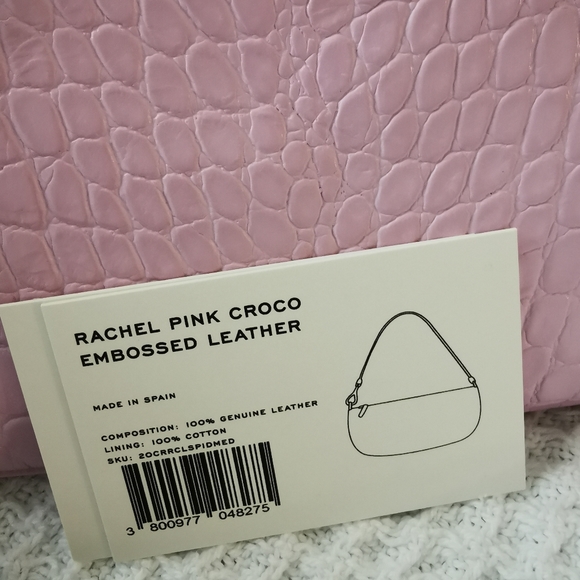 RACHEL PINK CROCO
EMBOSSED LEATHER
MADE IN SPAIN
COMPOSITION: 100% GENUINE LEATHER
LINING: 100% COTTON
SKU: 20CRRCLSPIDMED
3 800977 048275